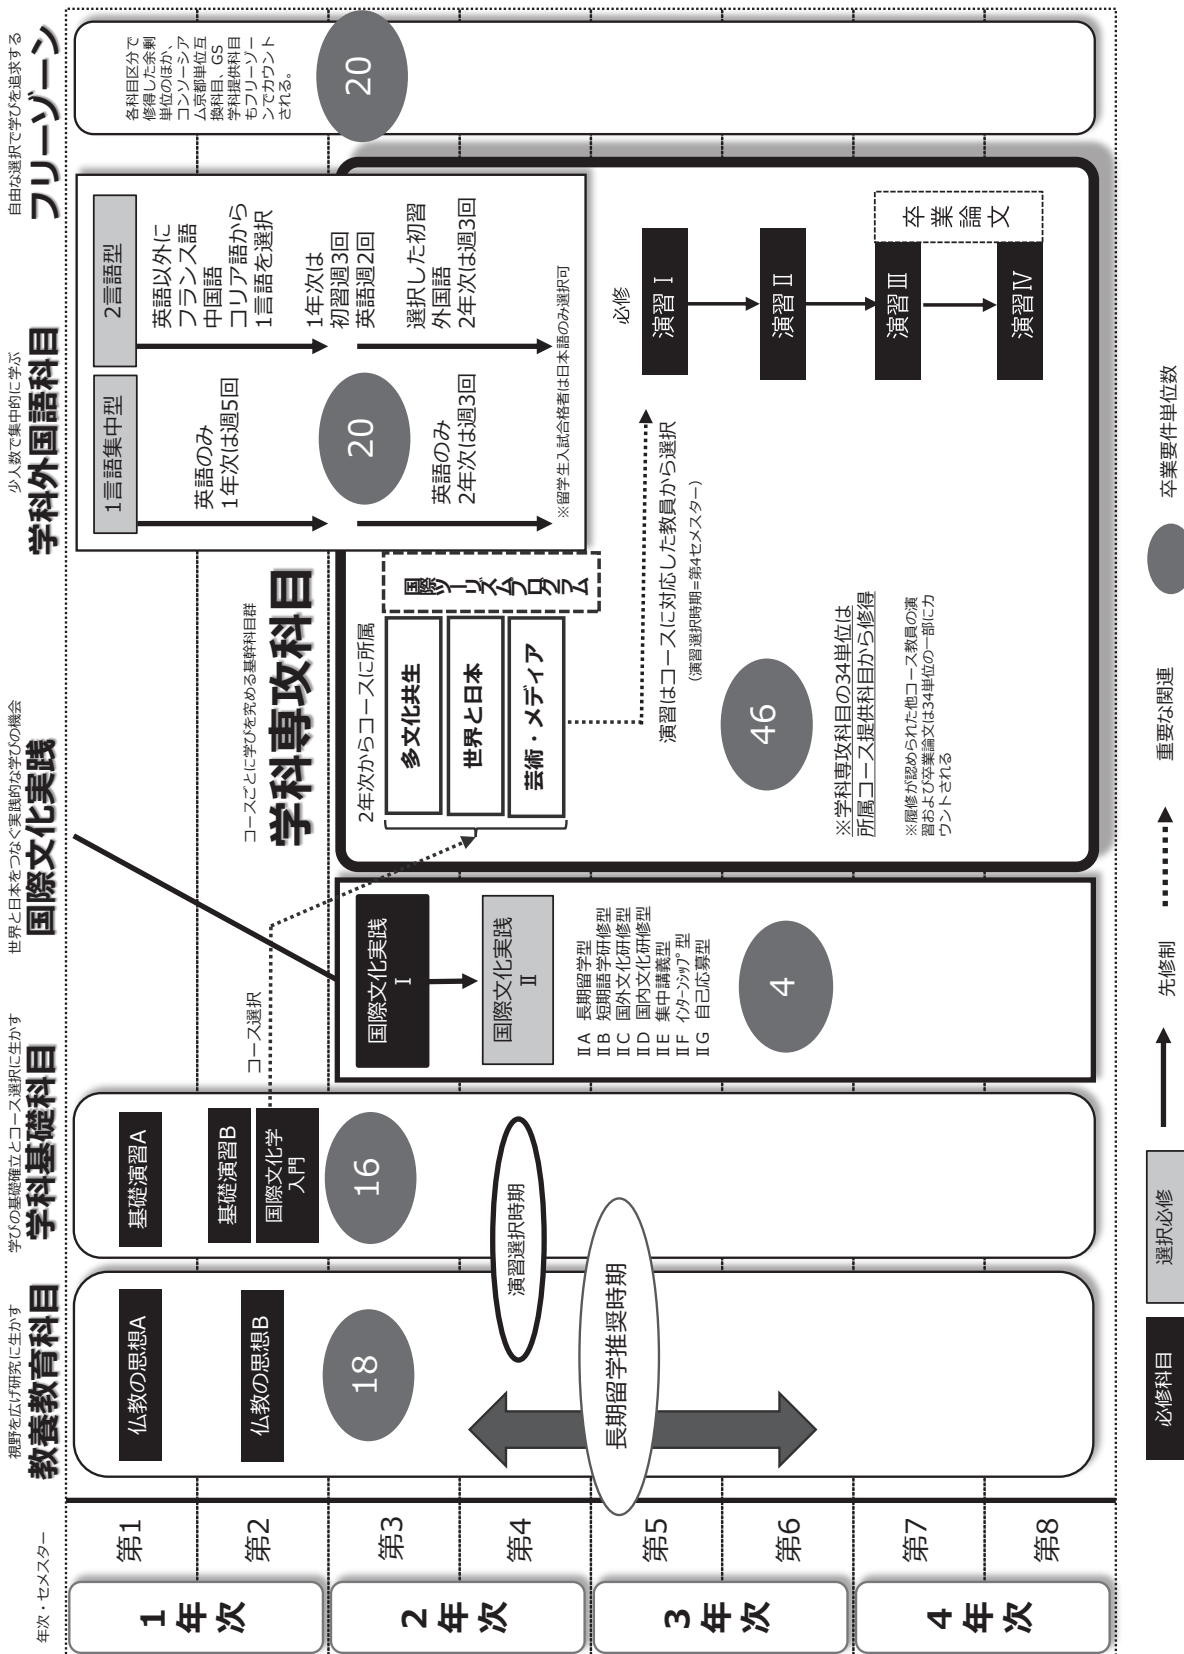 年次・セメスター
1年次
第1
第2
2年次
第3
第4
3年次
第5
第6
4年次
第7
第8
視野を広げ研究に生かす
教養教育科目
仏教の思想A
仏教の思想B
18
長期留学推奨時期
演習選択時期
学びの基礎確立とコース選択に生かす
学科基礎科目
基礎演習A
基礎演習B
国際文化学
入門
16
コース選択
世界と日本をつなぐ実践的な学びの機会
国際文化実践
国際文化実践
Ⅰ
国際文化実践
Ⅱ
ⅡA 長期留学型
ⅡB 短期語学研修型
ⅡC 国外文化研修型
ⅡD 国内文化研修型
ⅡE 集中講義型
ⅡF インターンシップ型
ⅡG 自己応募型
4
コースごとに学びを究める基幹科目群
学科専攻科目
2年次からコースに所属
多文化共生
世界と日本
芸術・メディア
国際ツーリズムプログラム
演習はコースに対応した教員から選択
(演習選択時期=第4セメスター)
46
※学科専攻科目の34単位は
所属コース提供科目から修得
※履修が認められた他コース教員の演
習および卒業論文は34単位の一部にカ
ウントされる
必修
演習Ⅰ
演習Ⅱ
演習Ⅲ
演習Ⅳ
卒業論文
少人数で集中的に学ぶ
学科外国語科目
1言語集中型
英語のみ
1年次は週5回
20
英語のみ
2年次は週3回
2言語型
英語以外に
フランス語
中国語
コリア語から
1言語を選択
1年次は
初習週3回
英語週2回
選択した初習
外国語
2年次は週3回
※留学生入試合格者は日本語のみ選択可
自由な選択で学びを追求する
フリーゾーン
各科目区分で
修得した余剰
単位のほか、
コンソーシア
ム京都単位互
換科目、GS
学科提供科目
もフリーゾー
ンでカウント
される。
20
必修科目
選択必修
先修制
重要な関連
卒業要件単位数